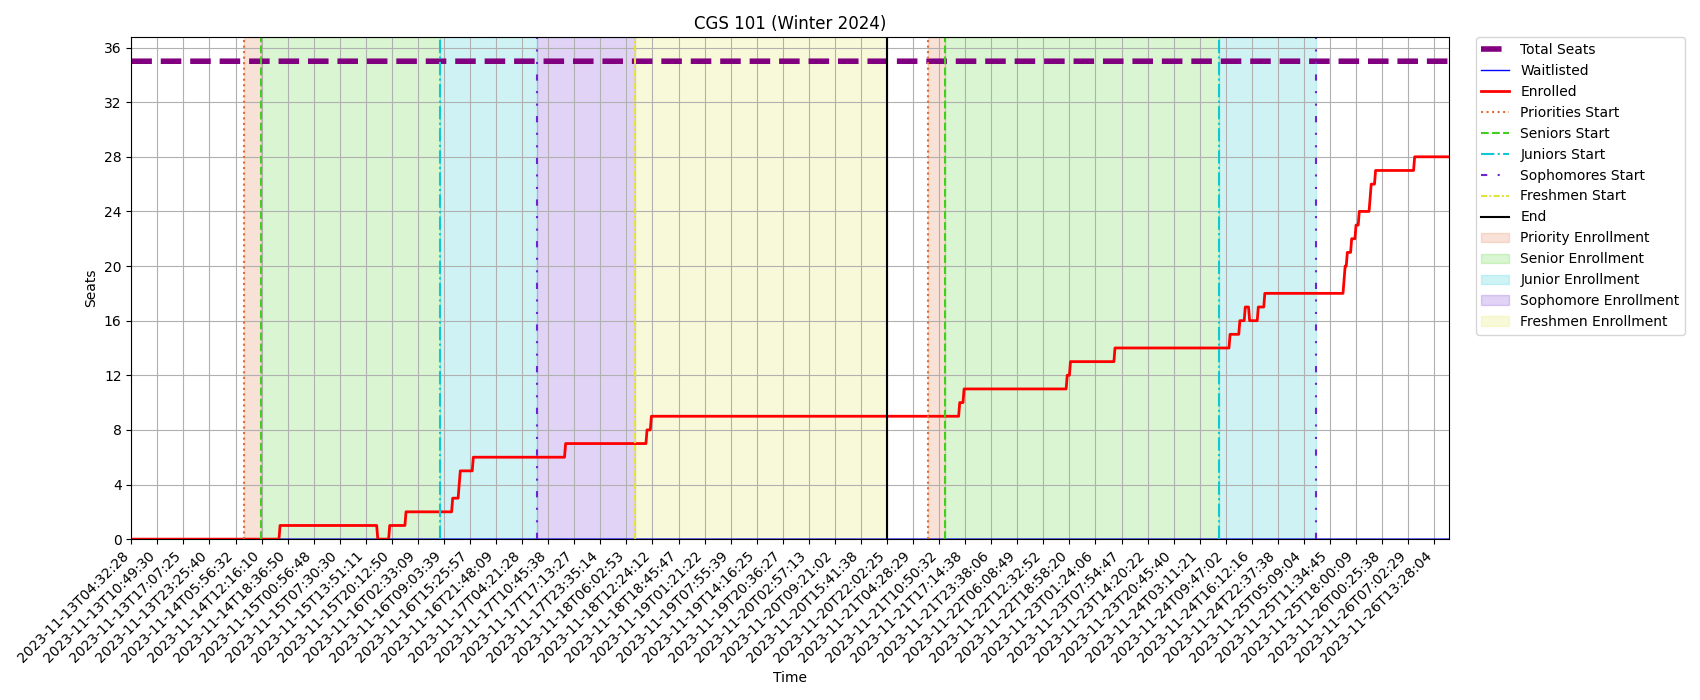 CGS 101 (Winter 2024)
36
32
28
24
20
16
12
8
4
0
Seats
2023-11-13T04:32:28
2023-11-13T10:49:30
2023-11-13T17:07:25
2023-11-13T23:25:40
2023-11-14T05:56:32
2023-11-14T12:16:10
2023-11-14T18:36:50
2023-11-15T00:56:48
2023-11-15T07:30:30
2023-11-15T13:51:11
2023-11-15T20:12:50
2023-11-16T02:33:09
2023-11-16T09:03:39
2023-11-16T15:25:57
2023-11-16T21:48:09
2023-11-17T04:21:28
2023-11-17T10:45:38
2023-11-17T17:13:27
2023-11-17T23:35:14
2023-11-18T06:02:53
2023-11-18T12:24:12
2023-11-18T18:45:47
2023-11-19T01:21:22
2023-11-19T07:55:39
2023-11-19T14:16:25
2023-11-19T20:36:27
2023-11-20T02:57:13
2023-11-20T09:21:02
2023-11-20T15:41:38
2023-11-20T22:02:25
2023-11-21T04:28:29
2023-11-21T10:50:32
2023-11-21T17:14:38
2023-11-21T23:38:06
2023-11-22T06:08:49
2023-11-22T12:32:52
2023-11-22T18:58:20
2023-11-23T01:24:06
2023-11-23T07:54:47
2023-11-23T14:20:22
2023-11-23T20:45:40
2023-11-24T03:11:21
2023-11-24T09:47:02
2023-11-24T16:12:16
2023-11-24T22:37:38
2023-11-25T05:09:04
2023-11-25T11:34:45
2023-11-25T18:00:09
2023-11-26T00:25:38
2023-11-26T07:02:29
2023-11-26T13:28:04
Time
Total Seats
Waitlisted
Enrolled
Priorities Start
Seniors Start
Juniors Start
Sophomores Start
Freshmen Start
End
Priority Enrollment
Senior Enrollment
Junior Enrollment
Sophomore Enrollment
Freshmen Enrollment